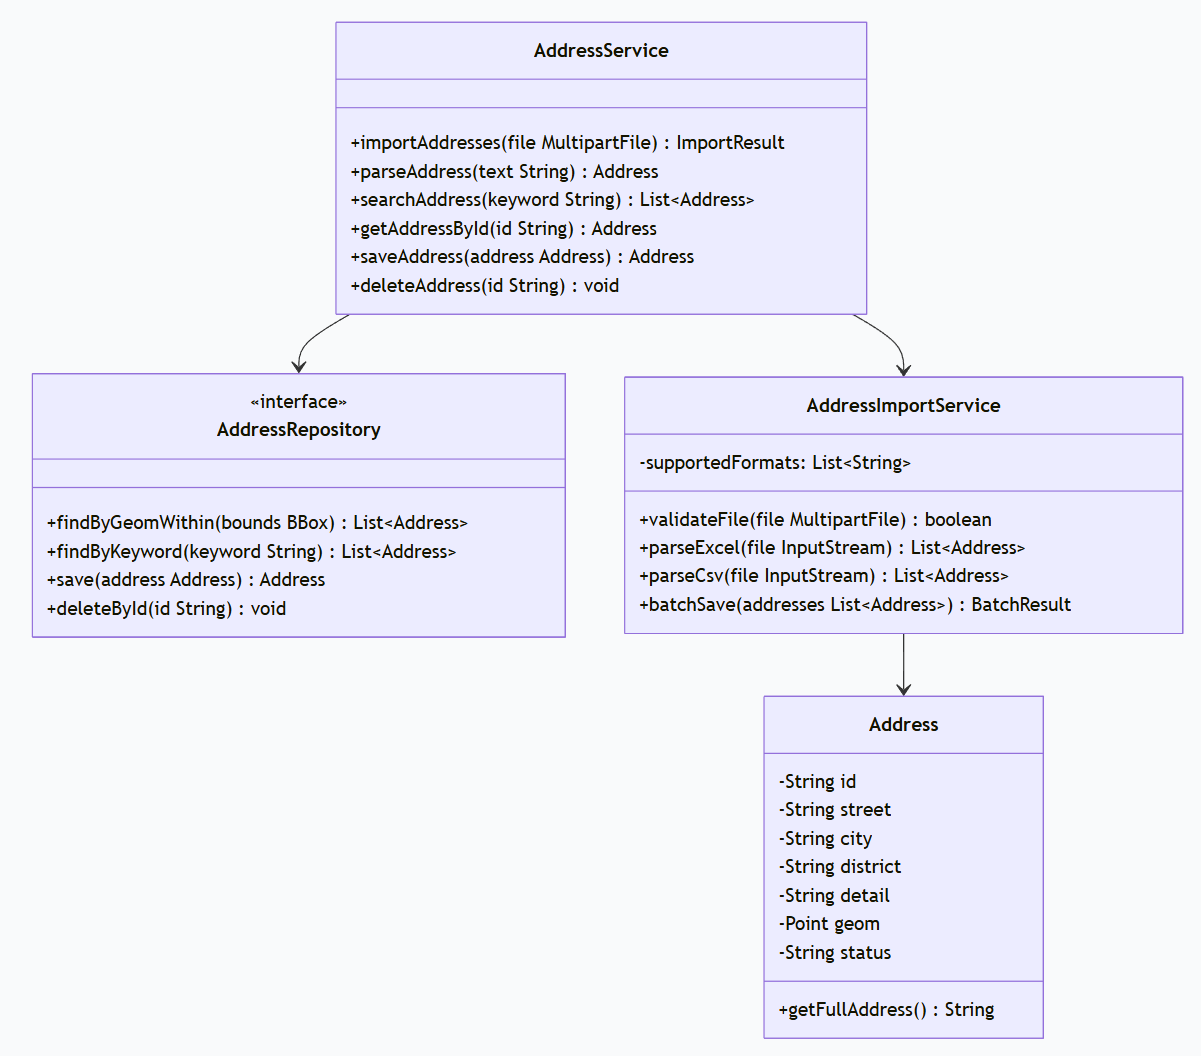 AddressService
+importAddresses(file MultipartFile) : ImportResult
+parseAddress(text String) : Address
+searchAddress(keyword String) : List<Address>
+getAddressById(id String) : Address
+saveAddress(address Address) : Address
+deleteAddress(id String) : void
«interface»
AddressRepository
+findByGeomWithin(bounds BBox) : List<Address>
+findByKeyword(keyword String) : List<Address>
+save(address Address) : Address
+deleteById(id String) : void
AddressImportService
-supportedFormats: List<String>
+validateFile(file MultipartFile) : boolean
+parseExcel(file InputStream) : List<Address>
+parseCsv(file InputStream) : List<Address>
+batchSave(addresses List<Address>) : BatchResult
Address
-String id
-String street
-String city
-String district
-String detail
-Point geom
-String status
+getFullAddress() : String